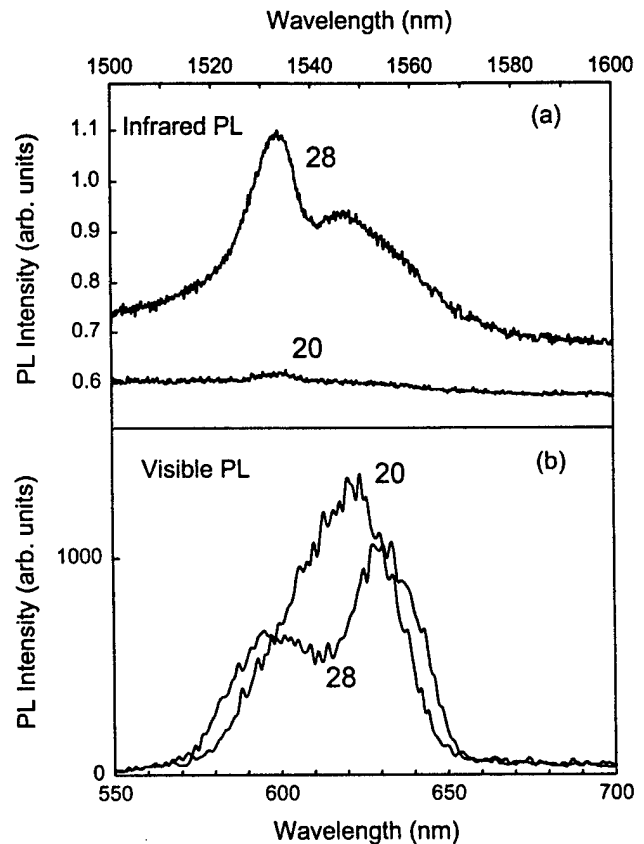 Wavelength (nm)
1500 1520 1540 1560 1580 1600
Infrared PL
(a)
28
20
PL Intensity (arb. units)
1.1
1.0
0.9
0.8
0.7
0.6
Visible PL
(b)
20
28
PL Intensity (arb. units)
1000
0
550 600 650 700
Wavelength (nm)